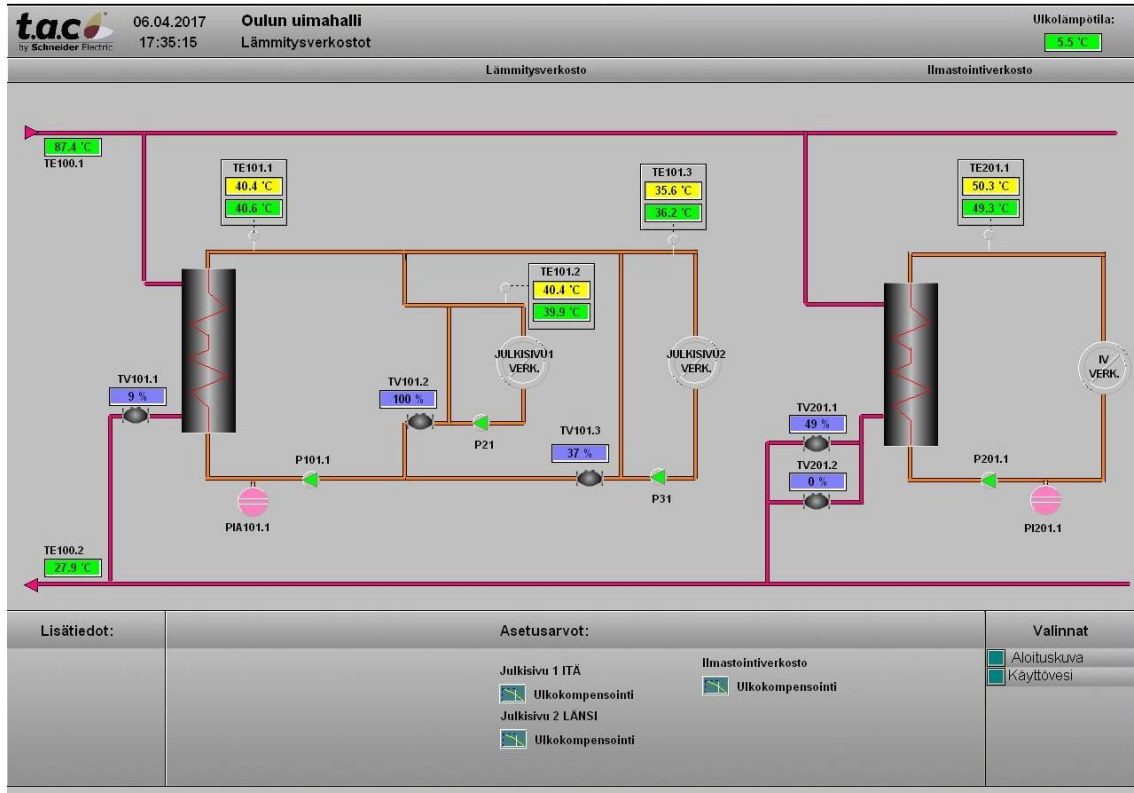 t.a.c
by Schneider Electric
06.04.2017
17:35:15
Oulun uimahalli
Lämmitysverkostot
Ulkolämpötila:
5.5 °C
Lämmitysverkosto
Ilmastointiverkosto
87.4 °C
TE100.1
TE101.1
40.4 °C
40.6 °C
TE101.3
35.6 °C
36.2 °C
TE201.1
50.3 °C
49.3 °C
TE101.2
40.4 °C
39.9 °C
JULKISIVU1
VERK.
JULKISIVU2
VERK.
IV
VERK.
TV101.1
9 %
TV101.2
100 %
P21
TV101.3
37 %
TV201.1
49 %
TV201.2
0 %
P101.1
P31
P201.1
PIA101.1
PI201.1
TE100.2
27.9 °C
Lisätiedot:
Asetusarvot:
Valinnat
Julkisivu 1 ITÄ
Ulkokompensointi
Julkisivu 2 LÄNSI
Ulkokompensointi
Ilmastointiverkosto
Ulkokompensointi
Aloituskuva
Käyttövesi